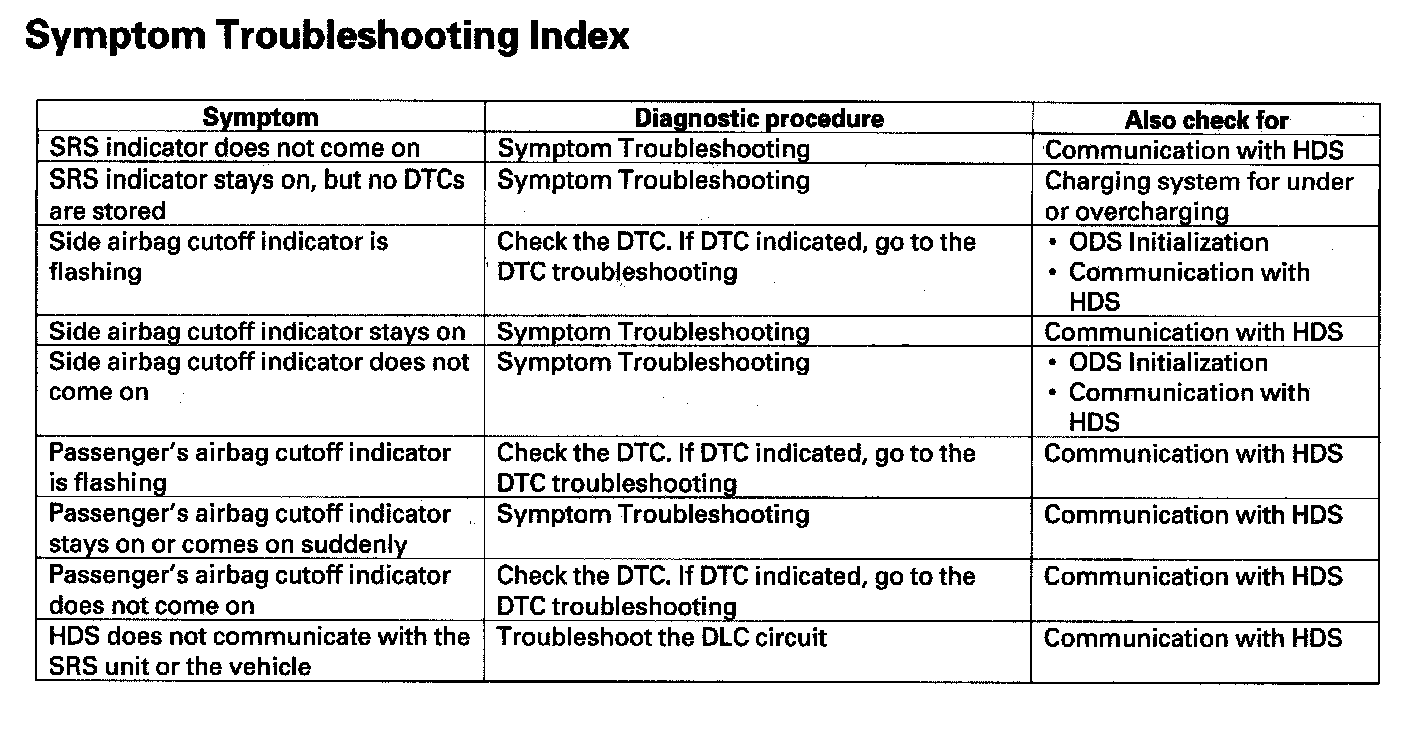 Symptom Troubleshooting Index
Symptom Diagnostic procedure Also check for
SRS indicator does not come on Symptom Troubleshooting Communication with HDS
SRS indicator stays on, but no DTCs Symptom Troubleshooting Charging system for under
are stored or overcharging
Side airbag cutoff indicator is Check the DTC. If DTC indicated, go to the • ODS Initialization
flashing DTC troubleshooting • Communication with
HDS
Side airbag cutoff indicator stays on Symptom Troubleshooting Communication with HDS
Side airbag cutoff indicator does not Symptom Troubleshooting • ODS Initialization
come on • Communication with
HDS
Passenger's airbag cutoff indicator Check the DTC. If DTC indicated, go to the Communication with HDS
is flashing DTC troubleshooting
Passenger's airbag cutoff indicator Symptom Troubleshooting Communication with HDS
stays on or comes on suddenly
Passenger's airbag cutoff indicator Check the DTC. If DTC indicated, go to the Communication with HDS
does not come on DTC troubleshooting
HDS does not communicate with the Troubleshoot the DLC circuit Communication with HDS
SRS unit or the vehicle